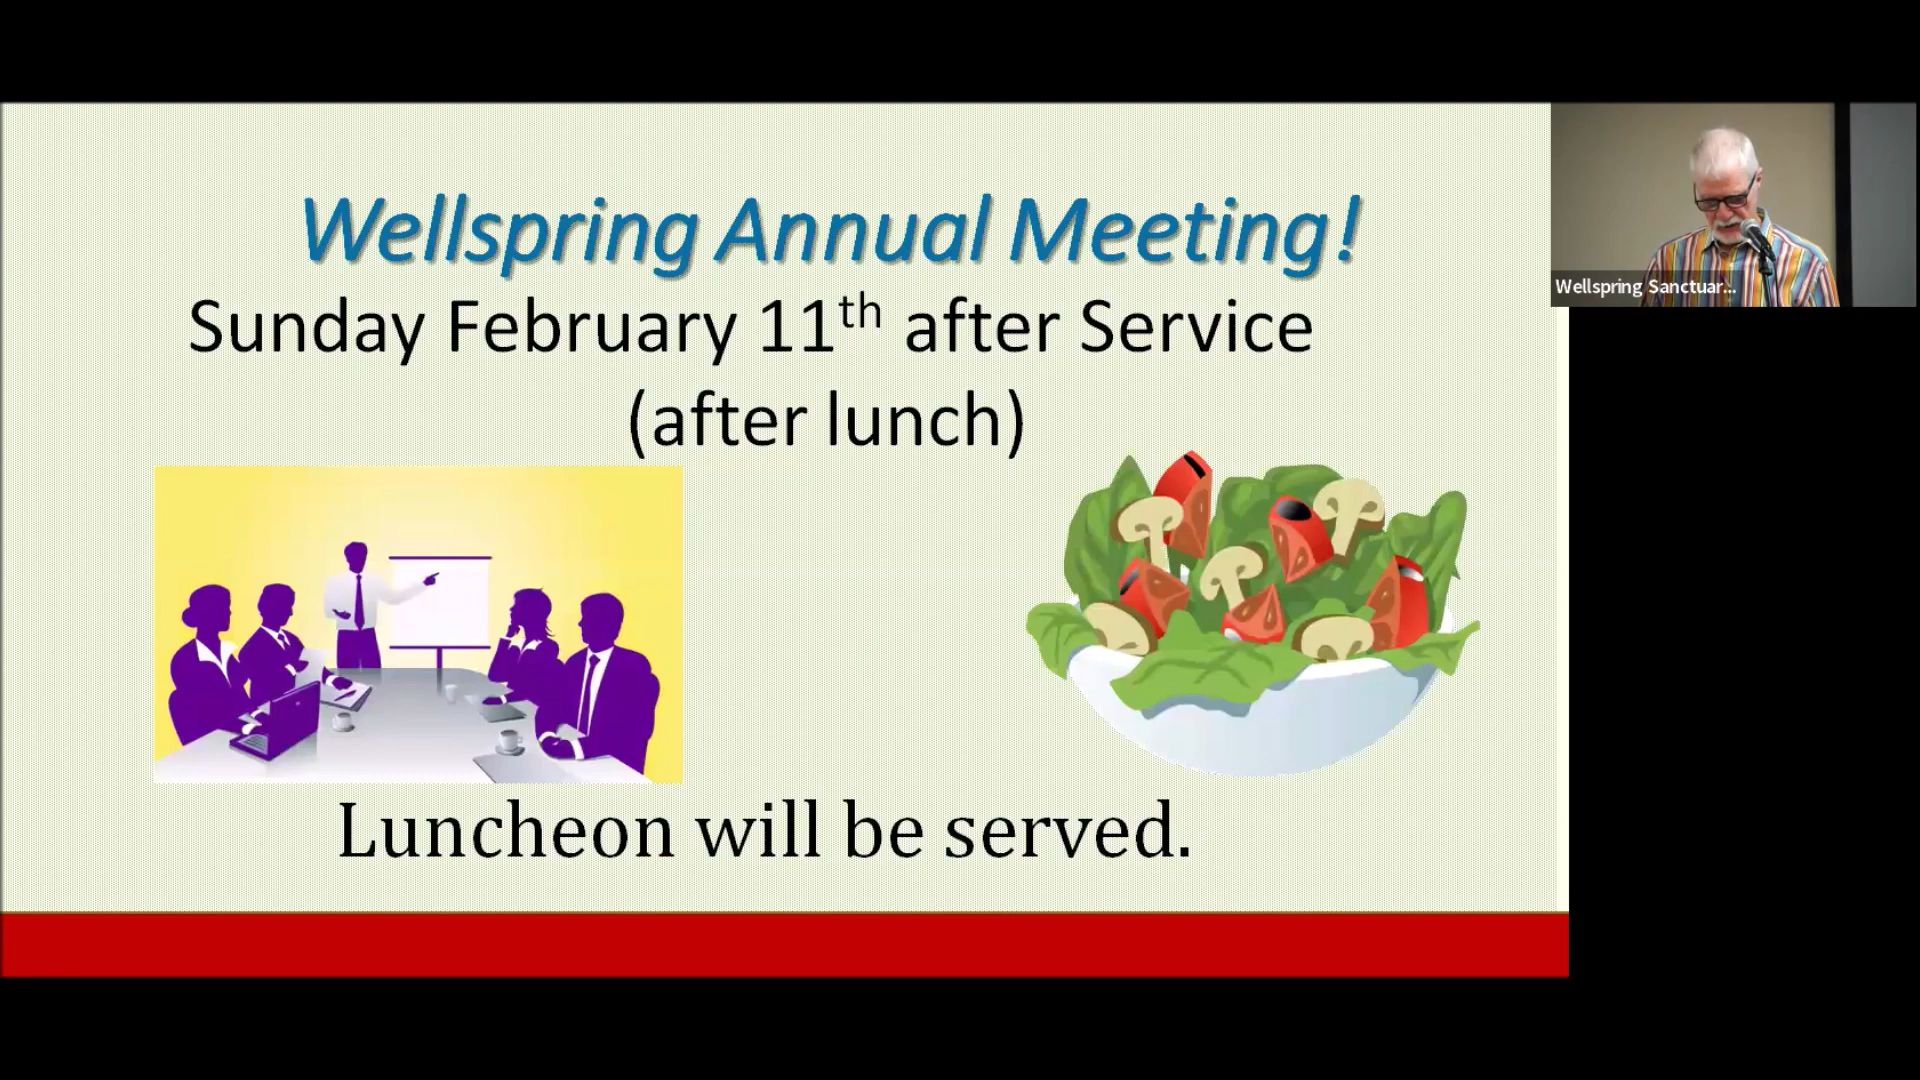 Wellspring Annual Meeting!
Sunday February 11th after Service
(after lunch)
Luncheon will be served.
Wellspring Sanctuar...